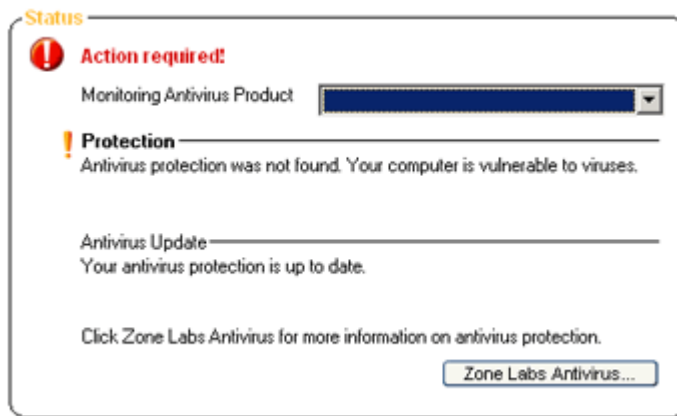 Status
Action required!
Monitoring Antivirus Product
Protection
Antivirus protection was not found. Your computer is vulnerable to viruses.
Antivirus Update
Your antivirus protection is up to date.
Click Zone Labs Antivirus for more information on antivirus protection.
Zone Labs Antivirus...